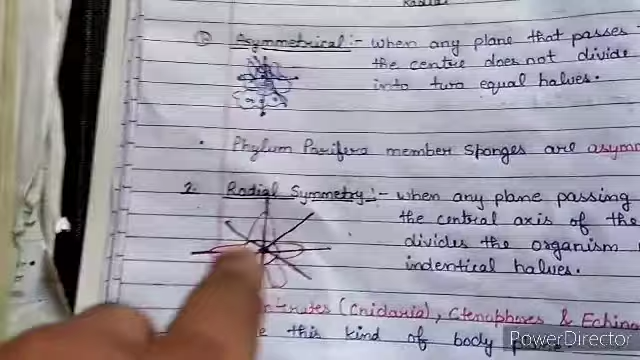 Asymmetrical :- when any plane that passes
the centre does not divide
into two equal halves.
• Phylum Porifera member sponges are asymm
2. Radial Symmetry :- when any plane passing
the central axis of the
divides the organism
indentical halves.
(Cnidaria), Ctenophores & Echino
this kind of body
PowerDirector